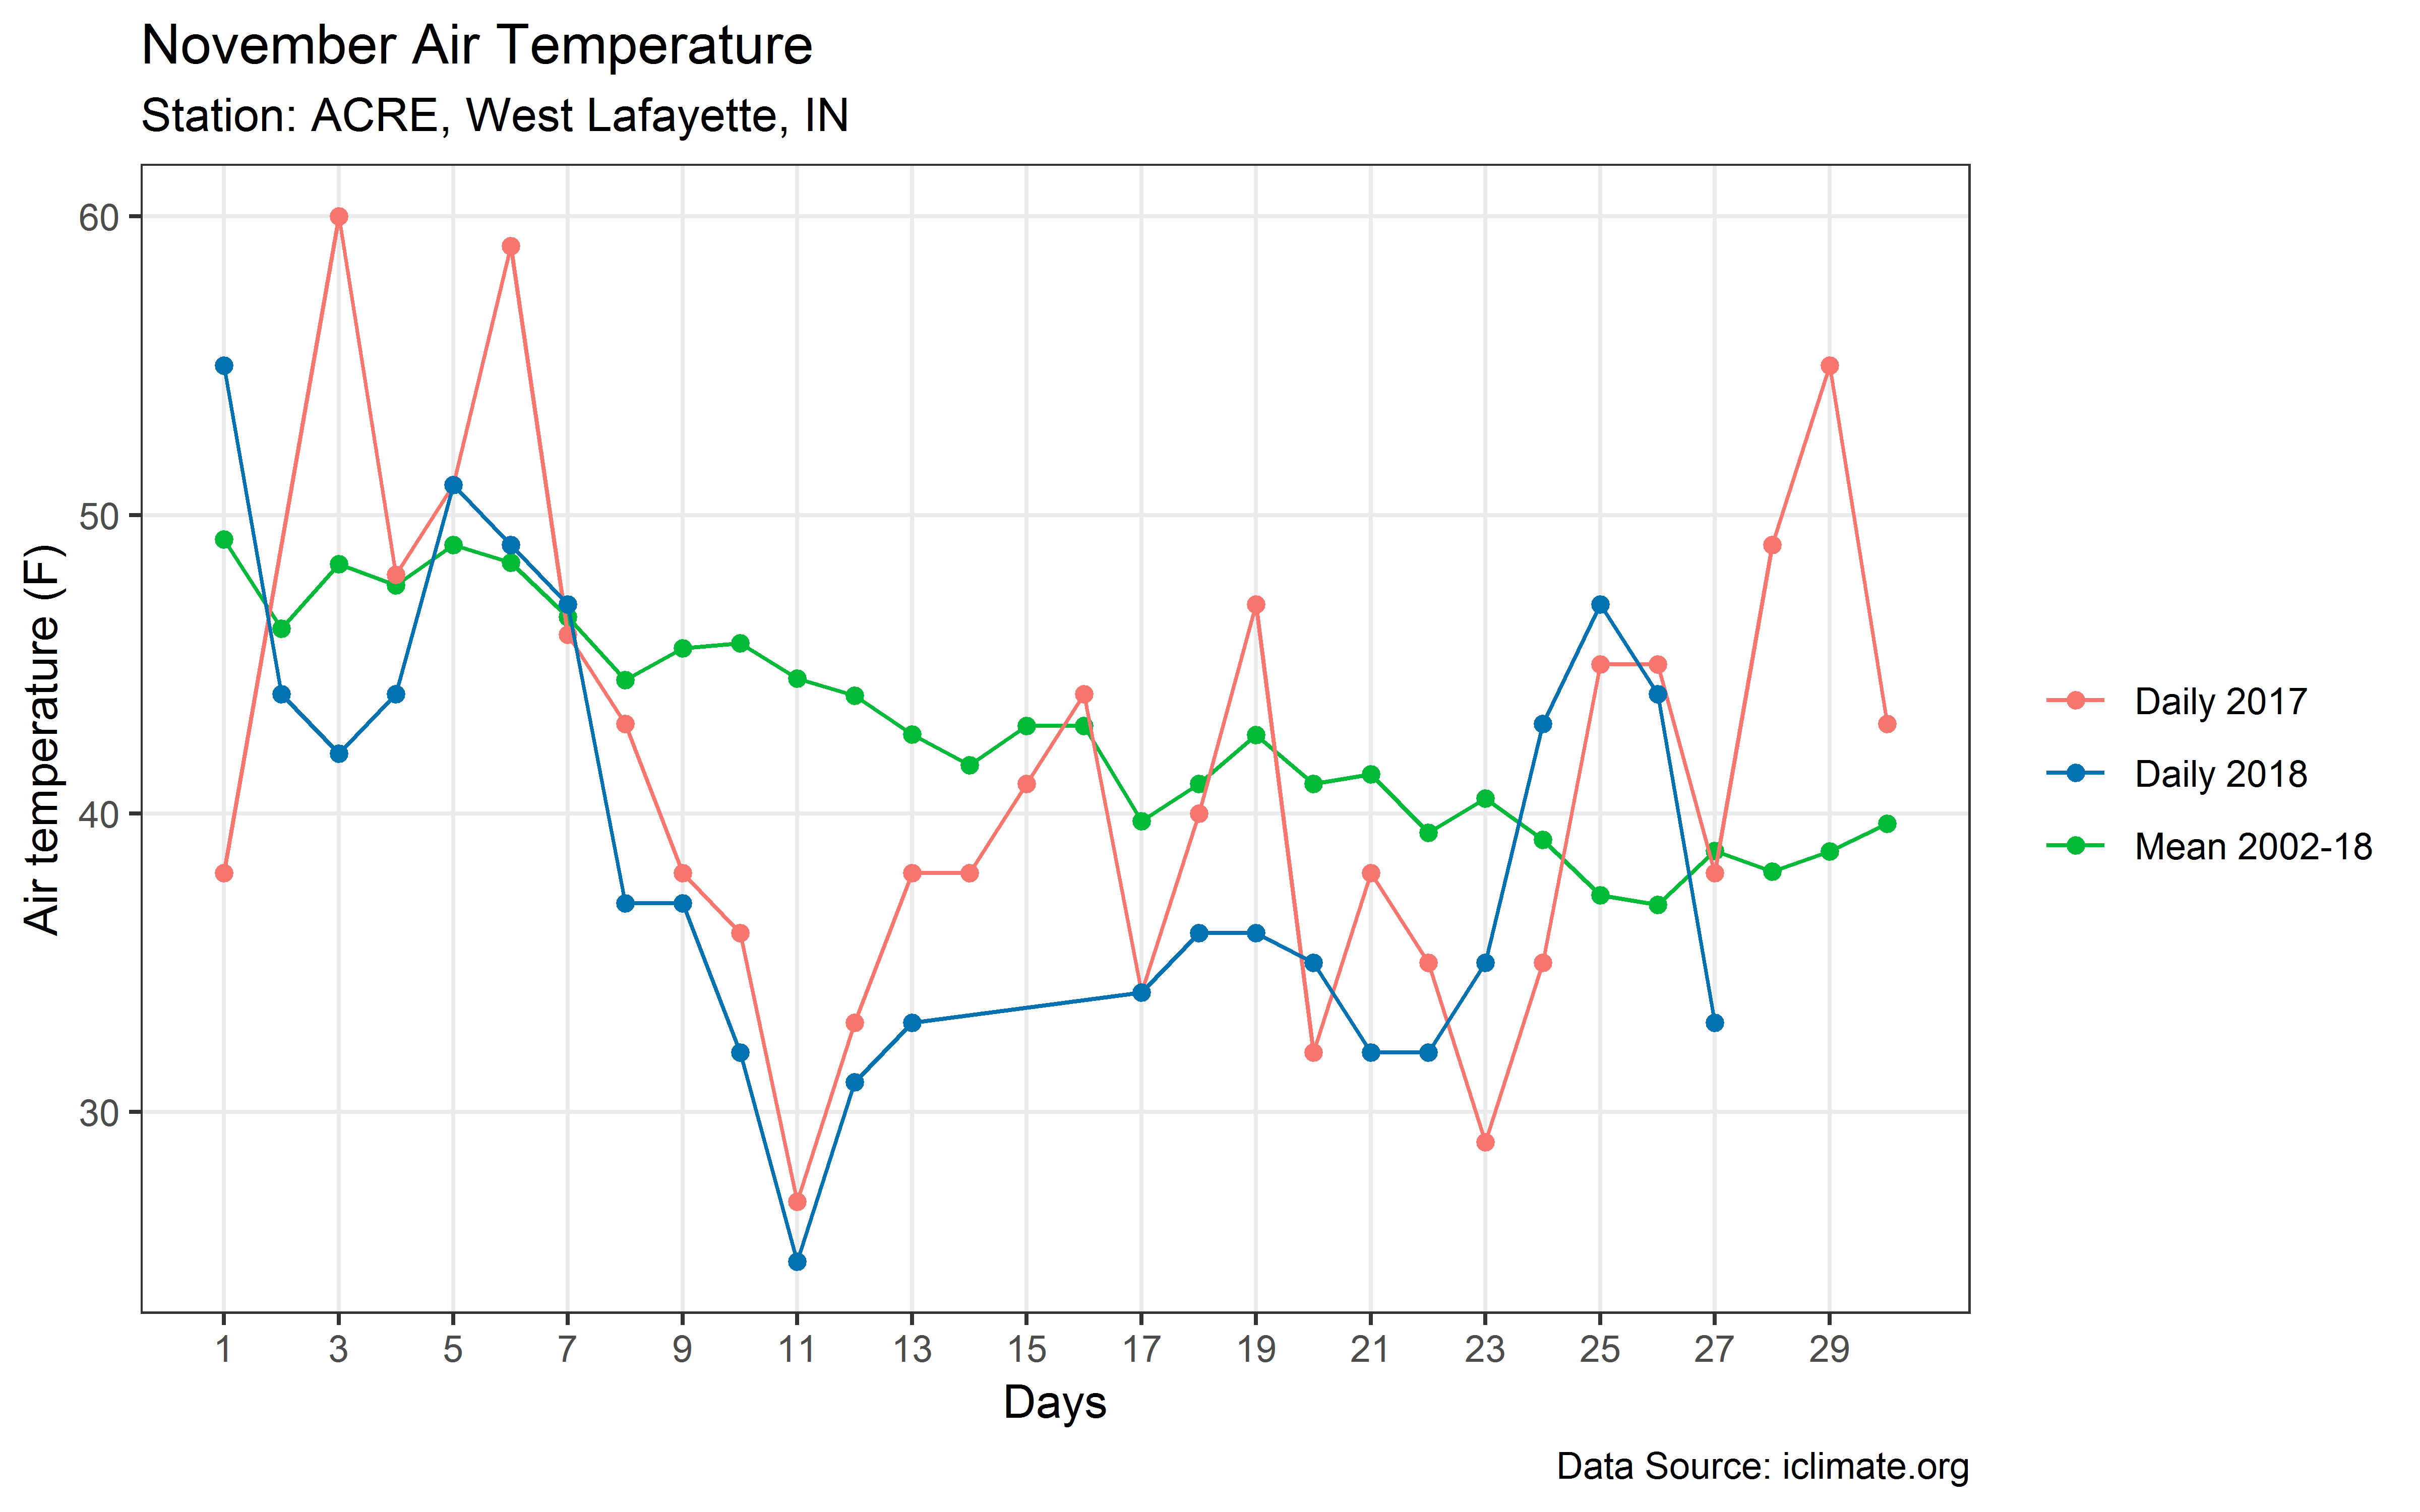 November Air Temperature
Station: ACRE, West Lafayette, IN
60
50
40
30
Air temperature (F)
1 3 5 7 9 11 13 15 17 19 21 23 25 27 29
Days
Daily 2017
Daily 2018
Mean 2002-18
Data Source: iclimate.org